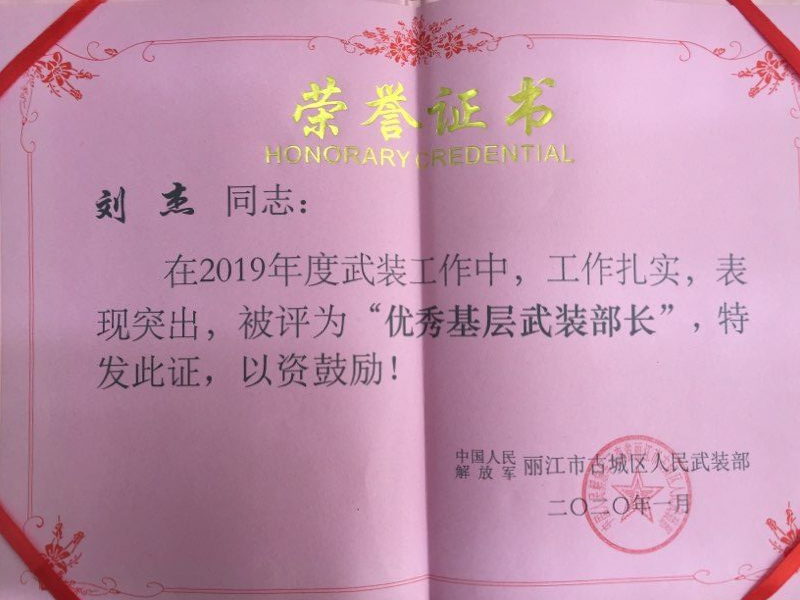 荣誉证书
HONORARY CREDENTIAL
刘 杰 同志：
在2019年度武装工作中，工作扎实，表
现突出，被评为“优秀基层武装部长”，特
发此证，以资鼓励！
中国人民
解放军 丽江市古城区人民武装部
二〇二〇年一月